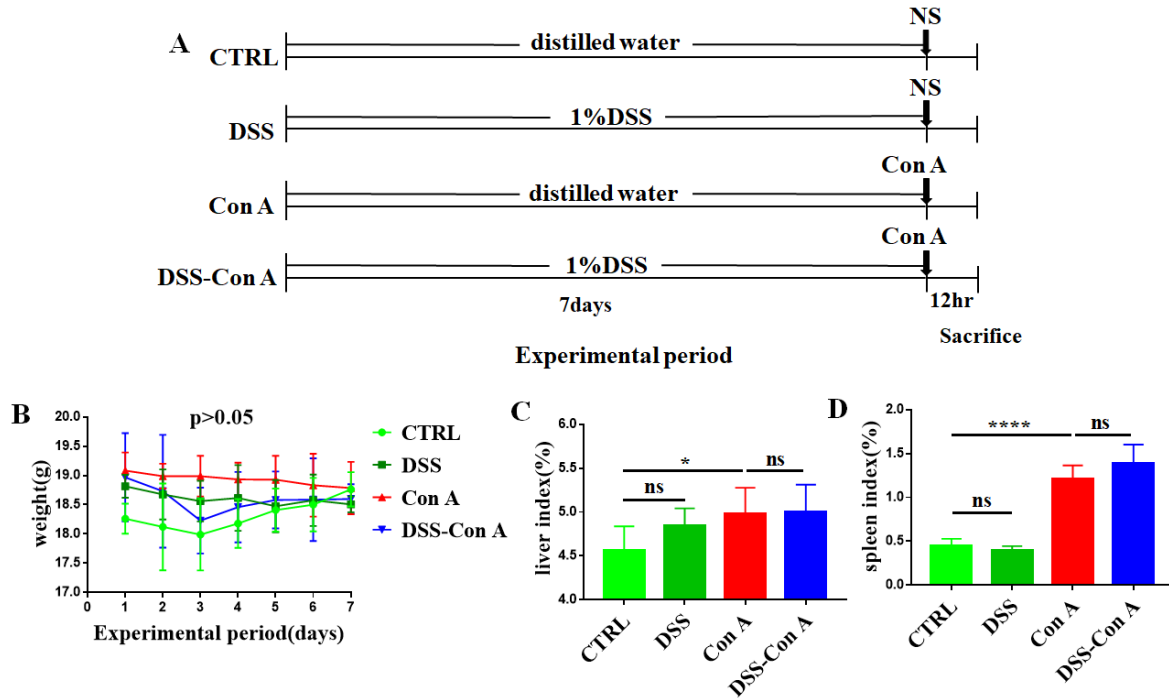 A
NS
distilled water
CTRL
NS
1%DSS
DSS
Con A
distilled water
Con A
Con A
1%DSS
DSS-Con A
7days
12hr
Sacrifice
Experimental period
B
p>0.05
20.0
19.5
19.0
18.5
18.0
17.5
17.0
weight(g)
0 1 2 3 4 5 6 7
Experimental period(days)
CTRL
DSS
Con A
DSS-Con A
C
6.0
5.5
5.0
4.5
4.0
liver index(%)
*
ns
ns
CTRL
DSS
Con A
DSS-Con A
D
2.0
1.5
1.0
0.5
0.0
spleen index(%)
****
ns
ns
CTRL
DSS
Con A
DSS-Con A